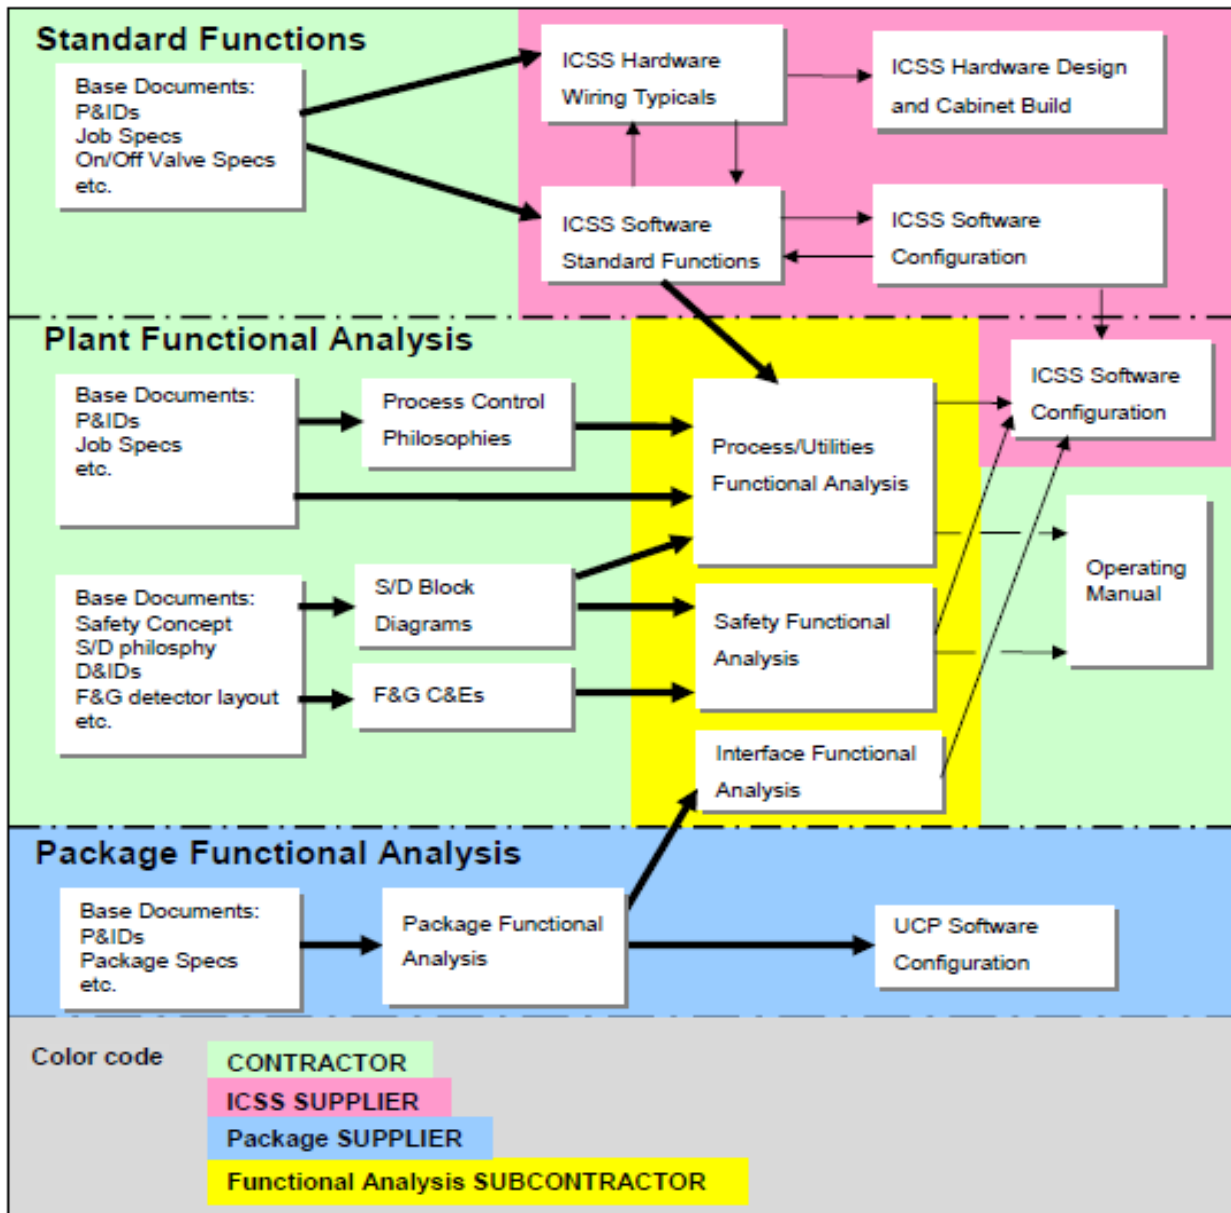 Standard Functions
Base Documents:
P&IDs
Job Specs
On/Off Valve Specs
etc.
ICSS Hardware
Wiring Typicals
ICSS Hardware Design
and Cabinet Build
ICSS Software
Standard Functions
ICSS Software
Configuration
Plant Functional Analysis
Base Documents:
P&IDs
Job Specs
etc.
Process Control
Philosophies
Process/Utilities
Functional Analysis
ICSS Software
Configuration
Base Documents:
Safety Concept
S/D philosphy
D&IDs
F&G detector layout
etc.
S/D Block
Diagrams
F&G C&Es
Safety Functional
Analysis
Operating
Manual
Interface Functional
Analysis
Package Functional Analysis
Base Documents:
P&IDs
Package Specs
etc.
Package Functional
Analysis
UCP Software
Configuration
Color code
CONTRACTOR
ICSS SUPPLIER
Package SUPPLIER
Functional Analysis SUBCONTRACTOR